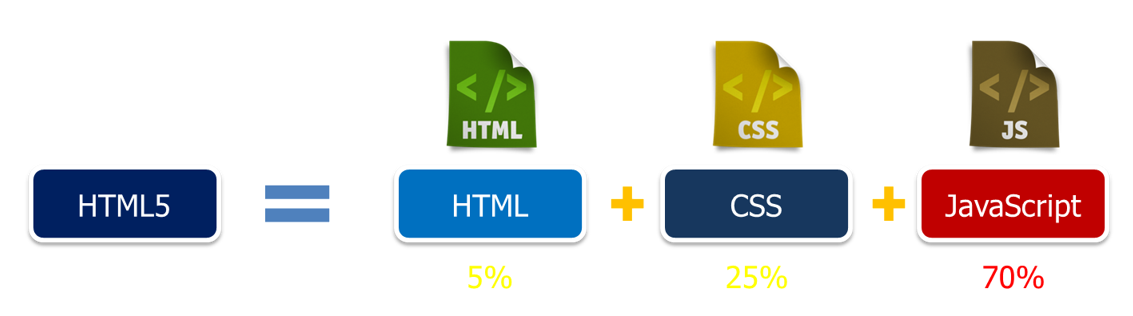 </> </> </>
HTML CSS JS
HTML5 = HTML + CSS + JavaScript
5% 25% 70%